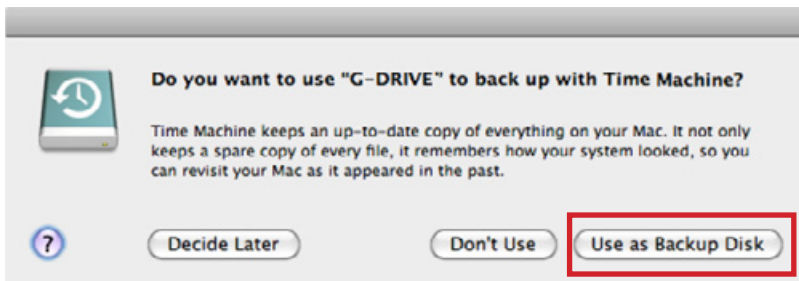 Do you want to use "G-DRIVE" to back up with Time Machine?
Time Machine keeps an up-to-date copy of everything on your Mac. It not only
keeps a spare copy of every file, it remembers how your system looked, so you
can revisit your Mac as it appeared in the past.
? Decide Later Don't Use Use as Backup Disk